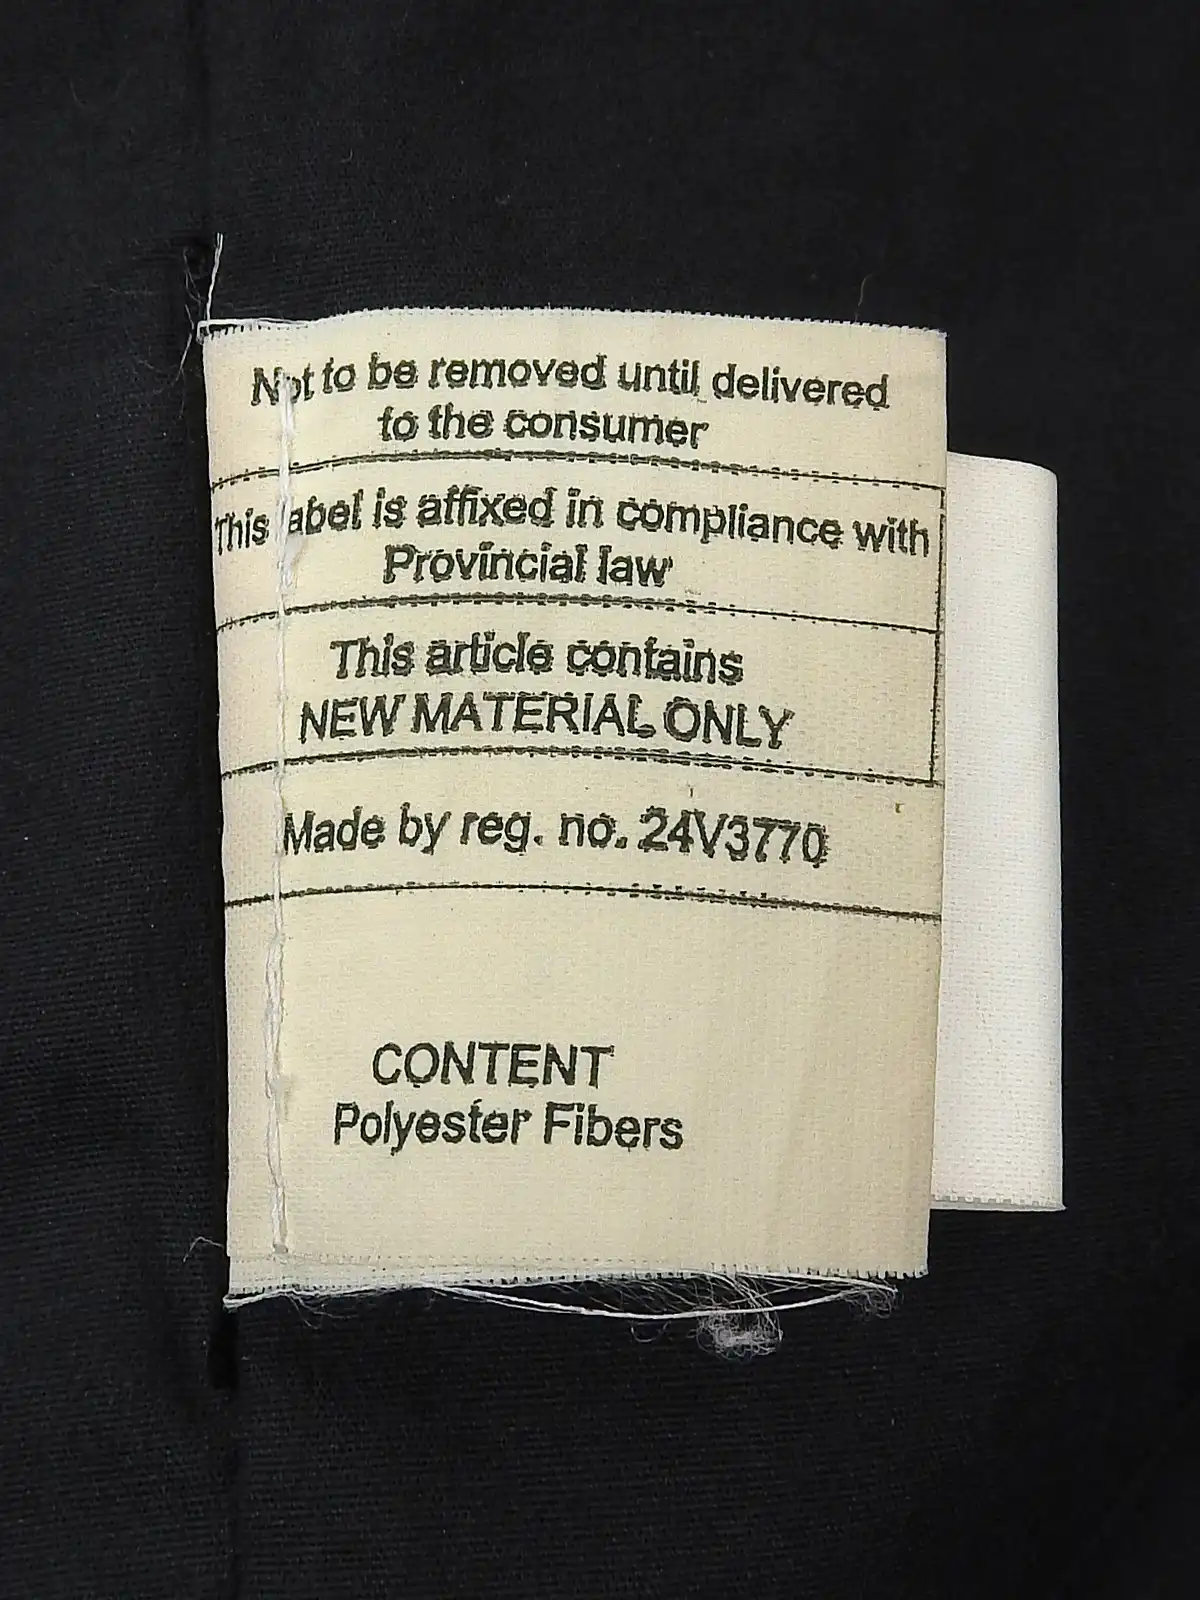 Not to be removed until delivered
to the consumer
This label is affixed in compliance with
Provincial law
This article contains
NEW MATERIAL ONLY
Made by reg. no. 24V3770
CONTENT
Polyester Fibers